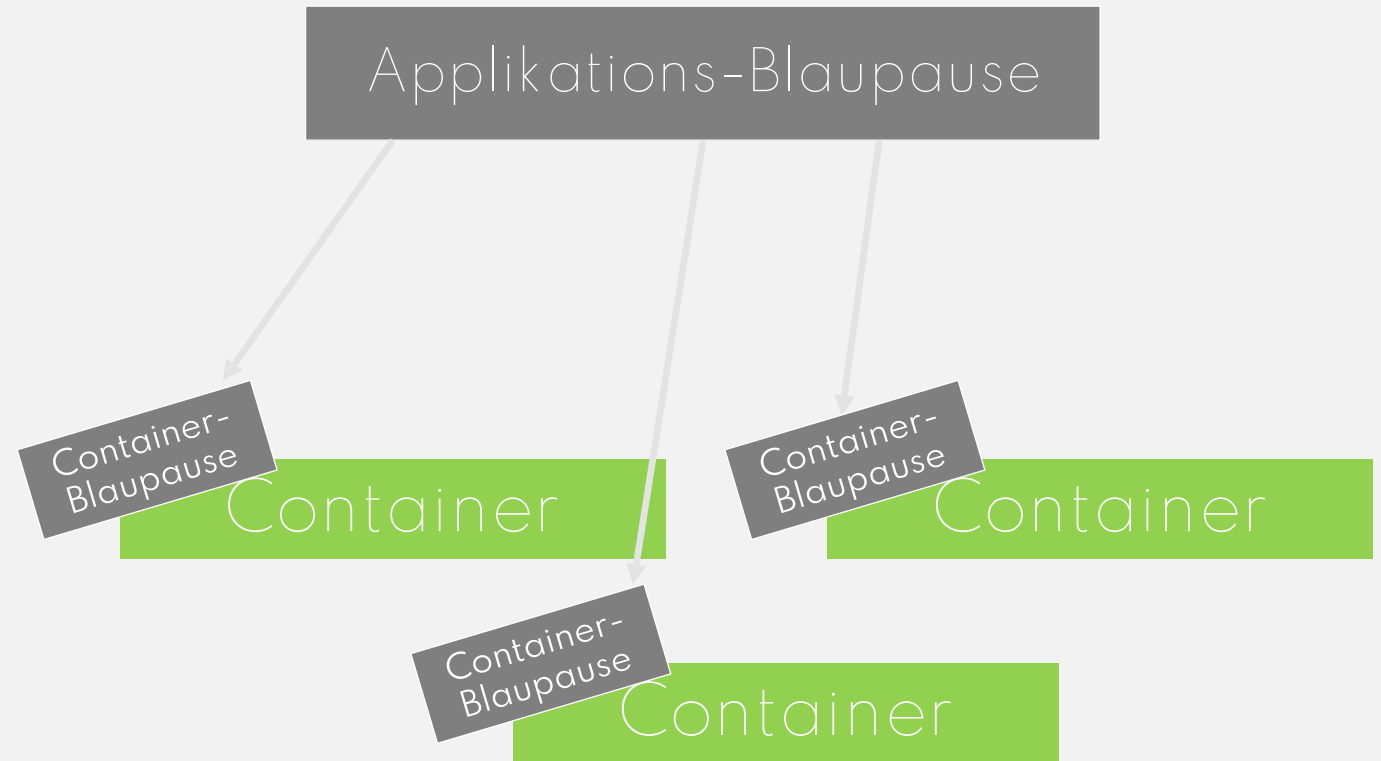 Applikations-Blaupause
Container-
Blaupause
Container
Container-
Blaupause
Container
Container-
Blaupause
Container